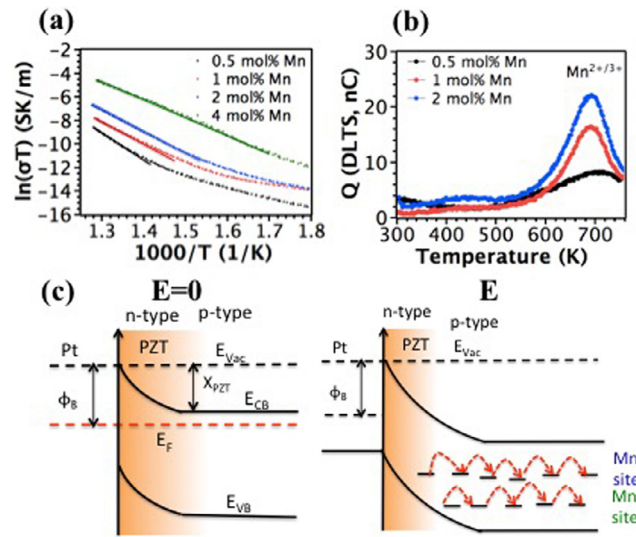 (a)
ln(σT) (SK/m)
-2
-4
-6
-8
-10
-12
-14
-16
0.5 mol% Mn
1 mol% Mn
2 mol% Mn
4 mol% Mn
1.3 1.4 1.5 1.6 1.7 1.8
1000/T (1/K)
(b)
Q (DLTS, nC)
30
20
10
0
0.5 mol% Mn
1 mol% Mn
2 mol% Mn
Mn2+/3+
300 400 500 600 700
Temperature (K)
(c)
E=0
n-type p-type
Pt
PZT
EVac
ϕB
XPZT
ECB
EF
EVB
E
n-type p-type
Pt
PZT
EVac
ϕB
Mn
site
Mn
site